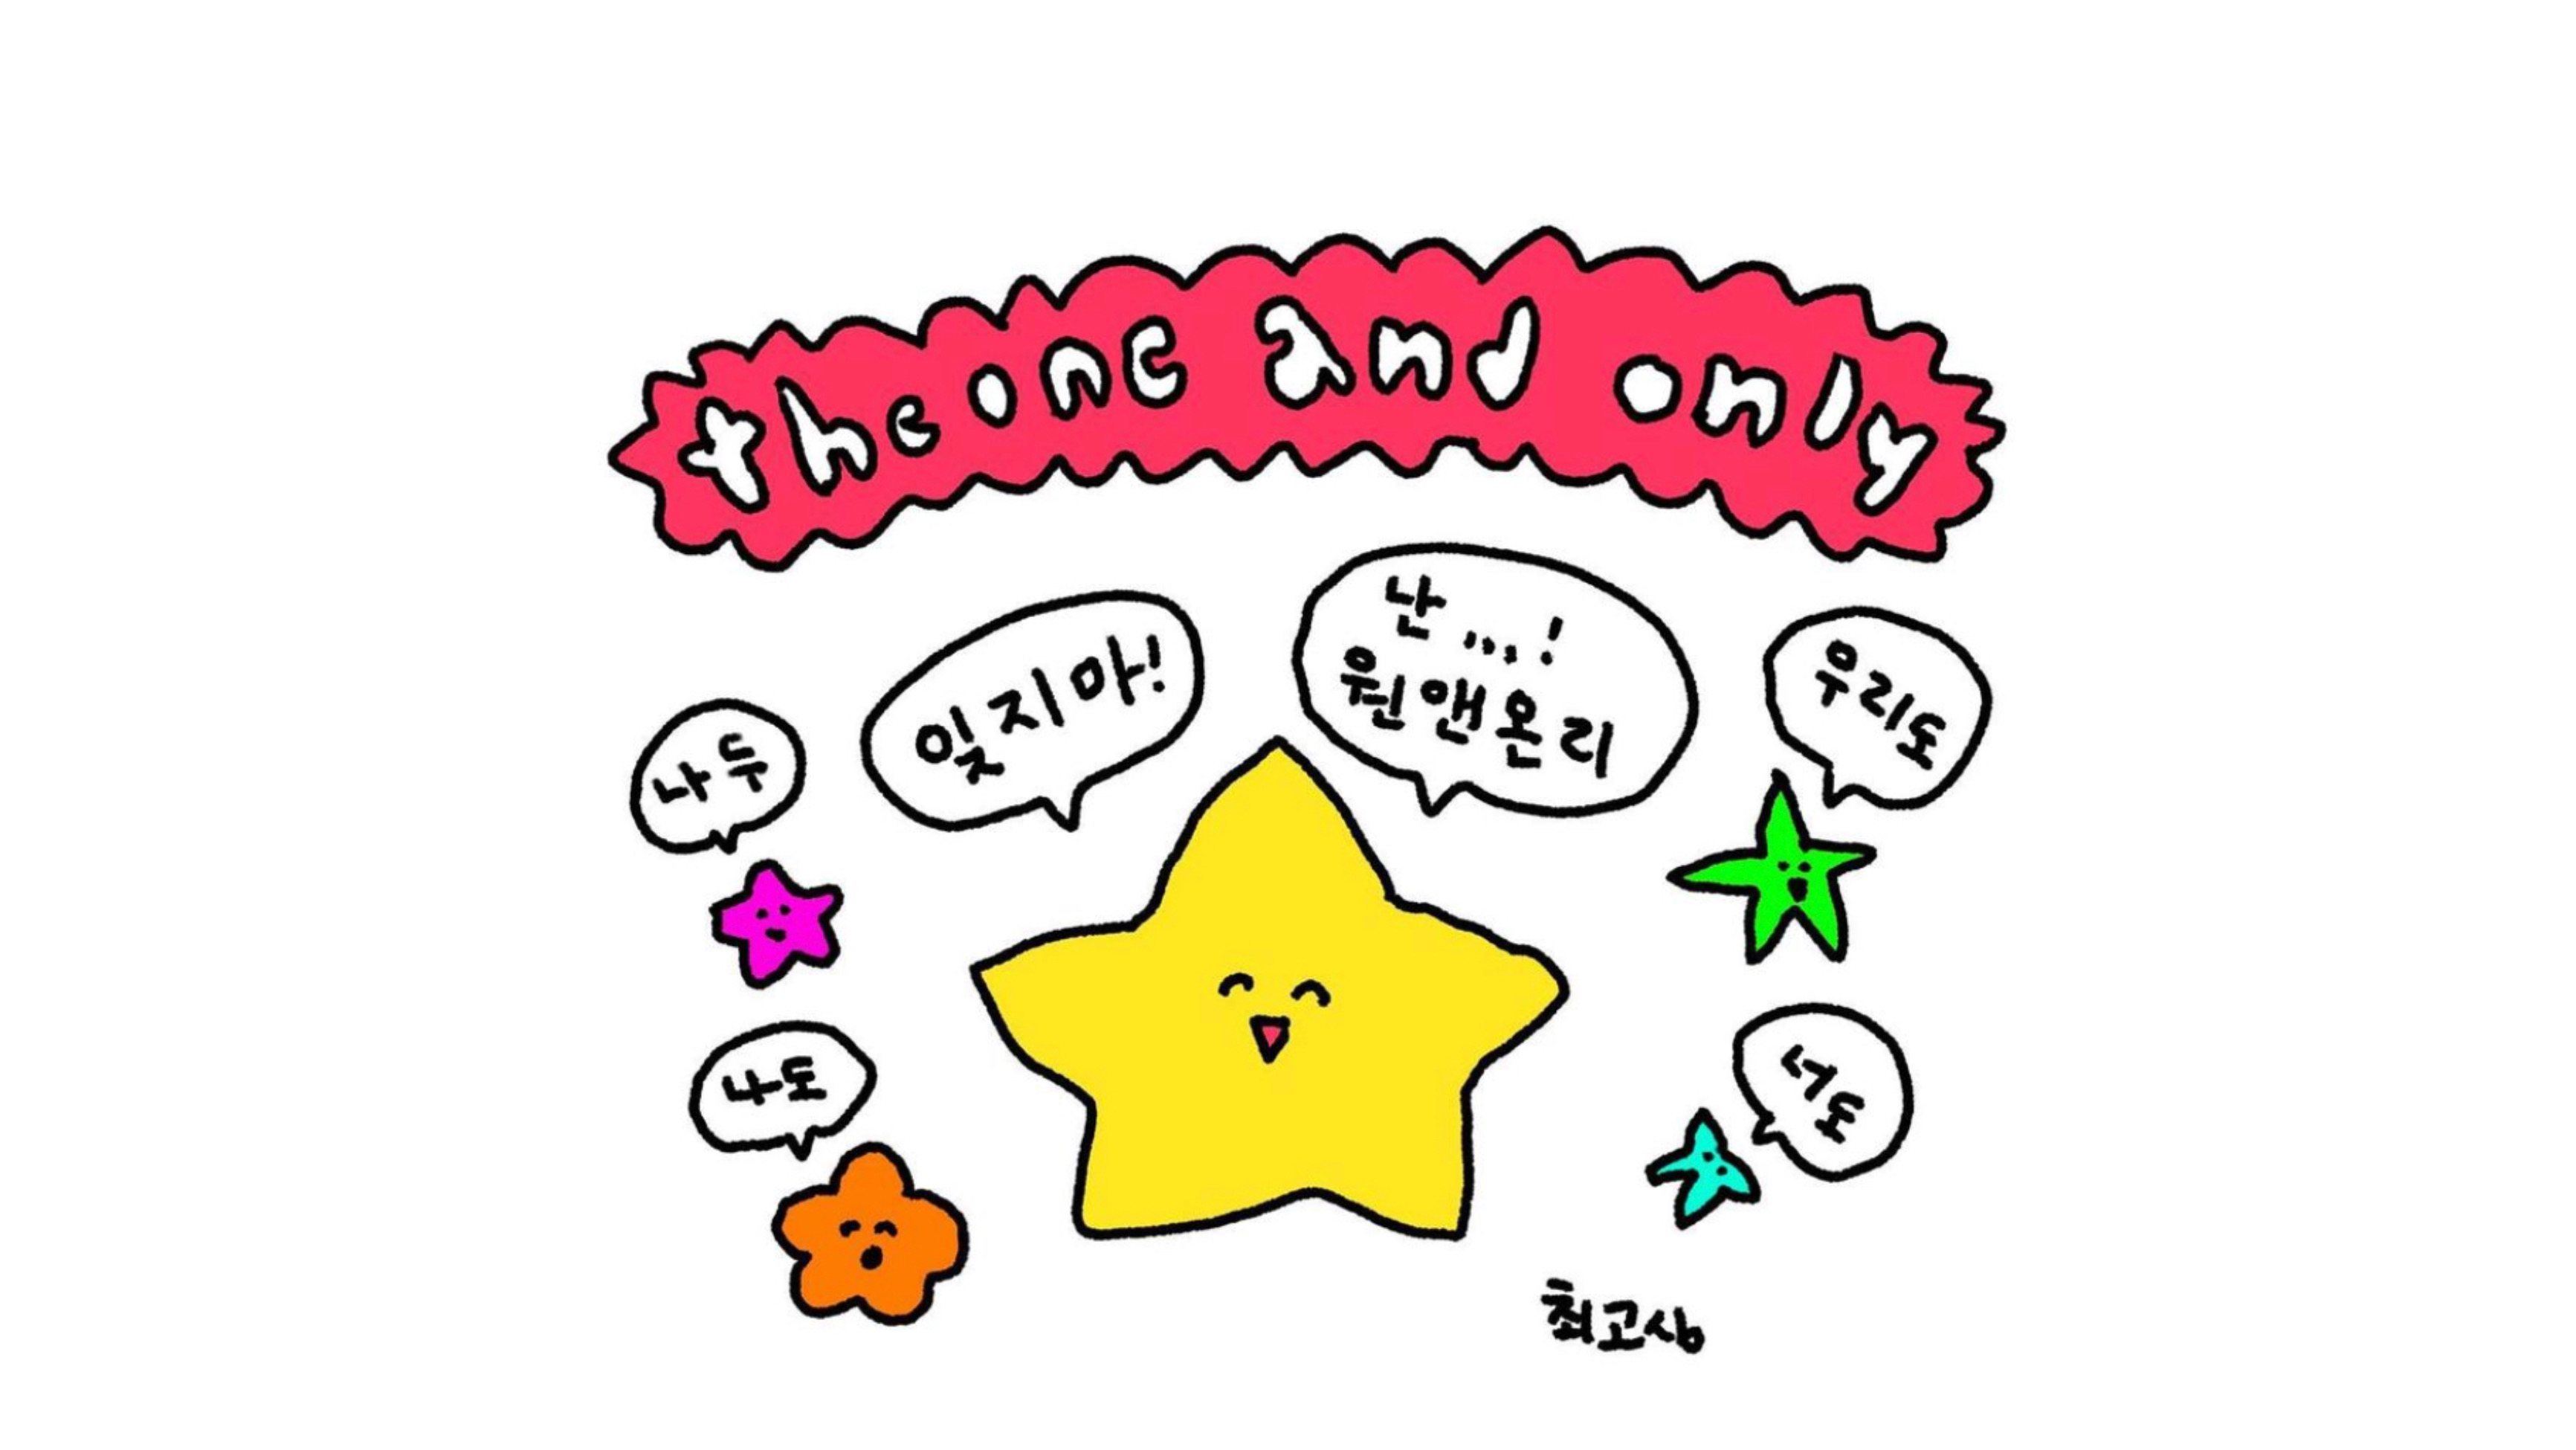 the one and only
잊지마!
난...!
원앤온리
우리도
나두
나도
너도
최고심